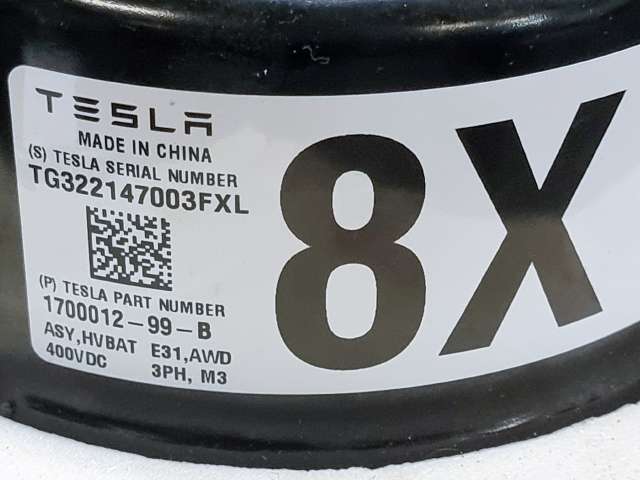 TESLA
MADE IN CHINA
(S) TESLA SERIAL NUMBER
TG322147003FXL
(P) TESLA PART NUMBER
1700012-99-B
ASY,HVBAT E31,AWD
400VDC 3PH, M3
8X